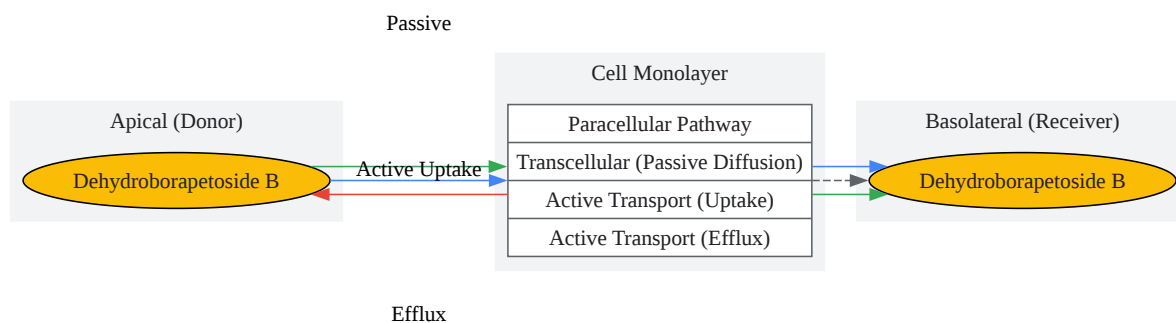 Passive
Cell Monolayer
Apical (Donor)
Paracellular Pathway
Basolateral (Receiver)
Dehydroborapetoside B
Active Uptake
Transcellular (Passive Diffusion)
Dehydroborapetoside B
Active Transport (Uptake)
Active Transport (Efflux)
Efflux